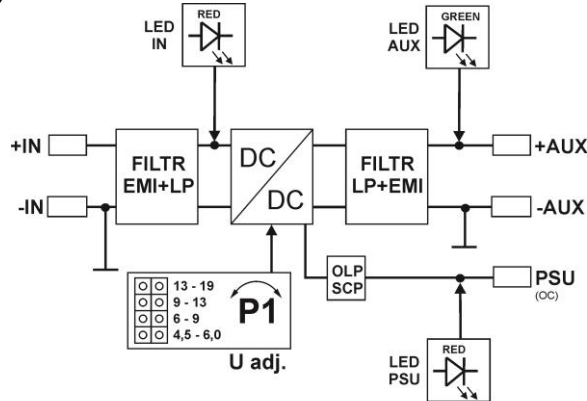 LED
IN
RED
LED
AUX
GREEN
+IN
-IN
FILTR
EMI+LP
DC
DC
FILTR
LP+EMI
+AUX
-AUX
OLP
SCP
PSU
(OC)
13 - 19
9 - 13
6 - 9
4,5 - 6,0
P1
U adj.
LED
PSU
RED